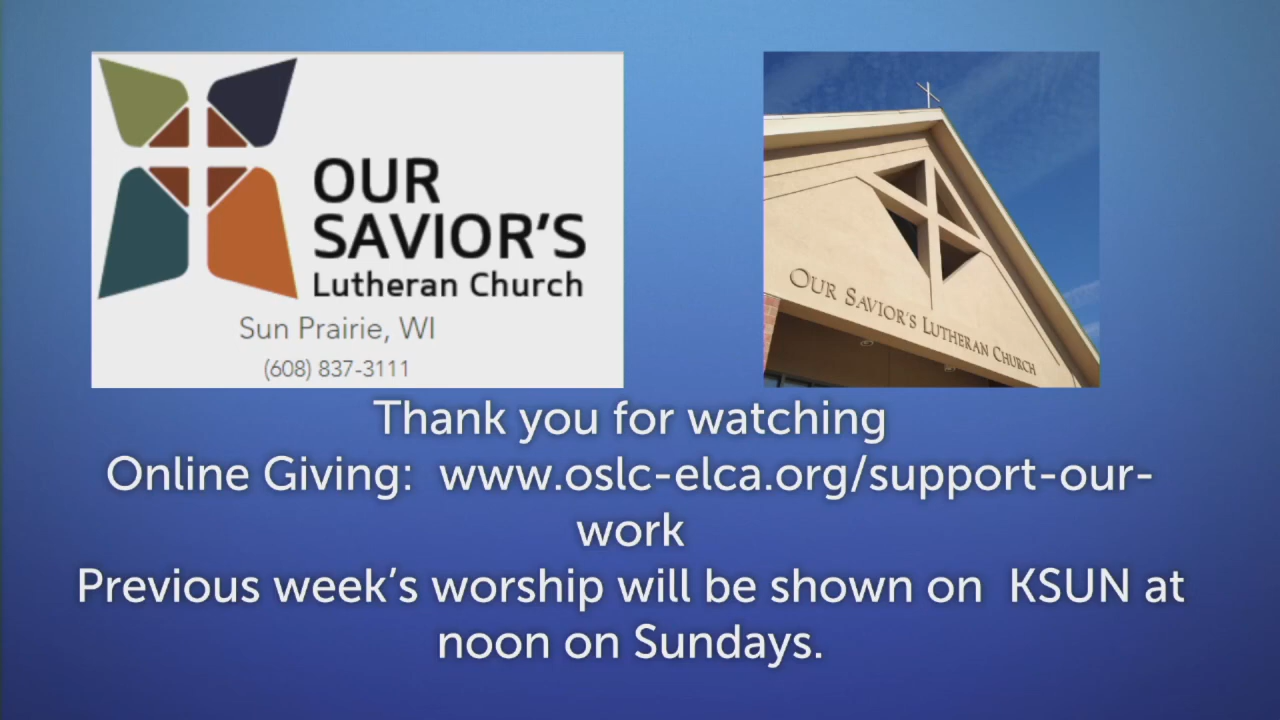 OUR
SAVIOR'S
Lutheran Church
Sun Prairie, WI
(608) 837-3111
OUR SAVIOR'S LUTHERAN CHURCH
Thank you for watching
Online Giving:  www.oslc-elca.org/support-our-
work
Previous week's worship will be shown on  KSUN at
noon on Sundays.